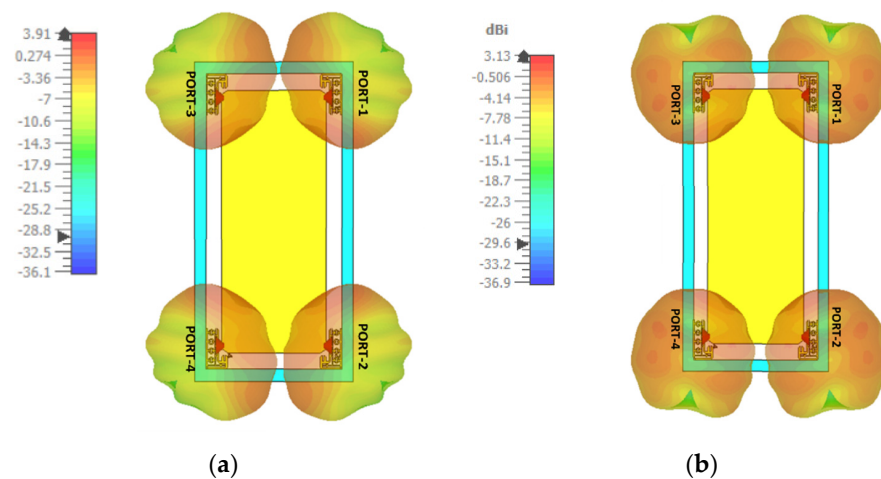 3.91
0.274
-3.36
-7
-10.6
-14.3
-17.9
-21.5
-25.2
-28.8
-32.5
-36.1
PORT-3
PORT-1
PORT-4
PORT-2
(a)
dBi
3.13
-0.506
-4.14
-7.78
-11.4
-15.1
-18.7
-22.3
-26
-29.6
-33.2
-36.9
PORT-3
PORT-1
PORT-4
PORT-2
(b)